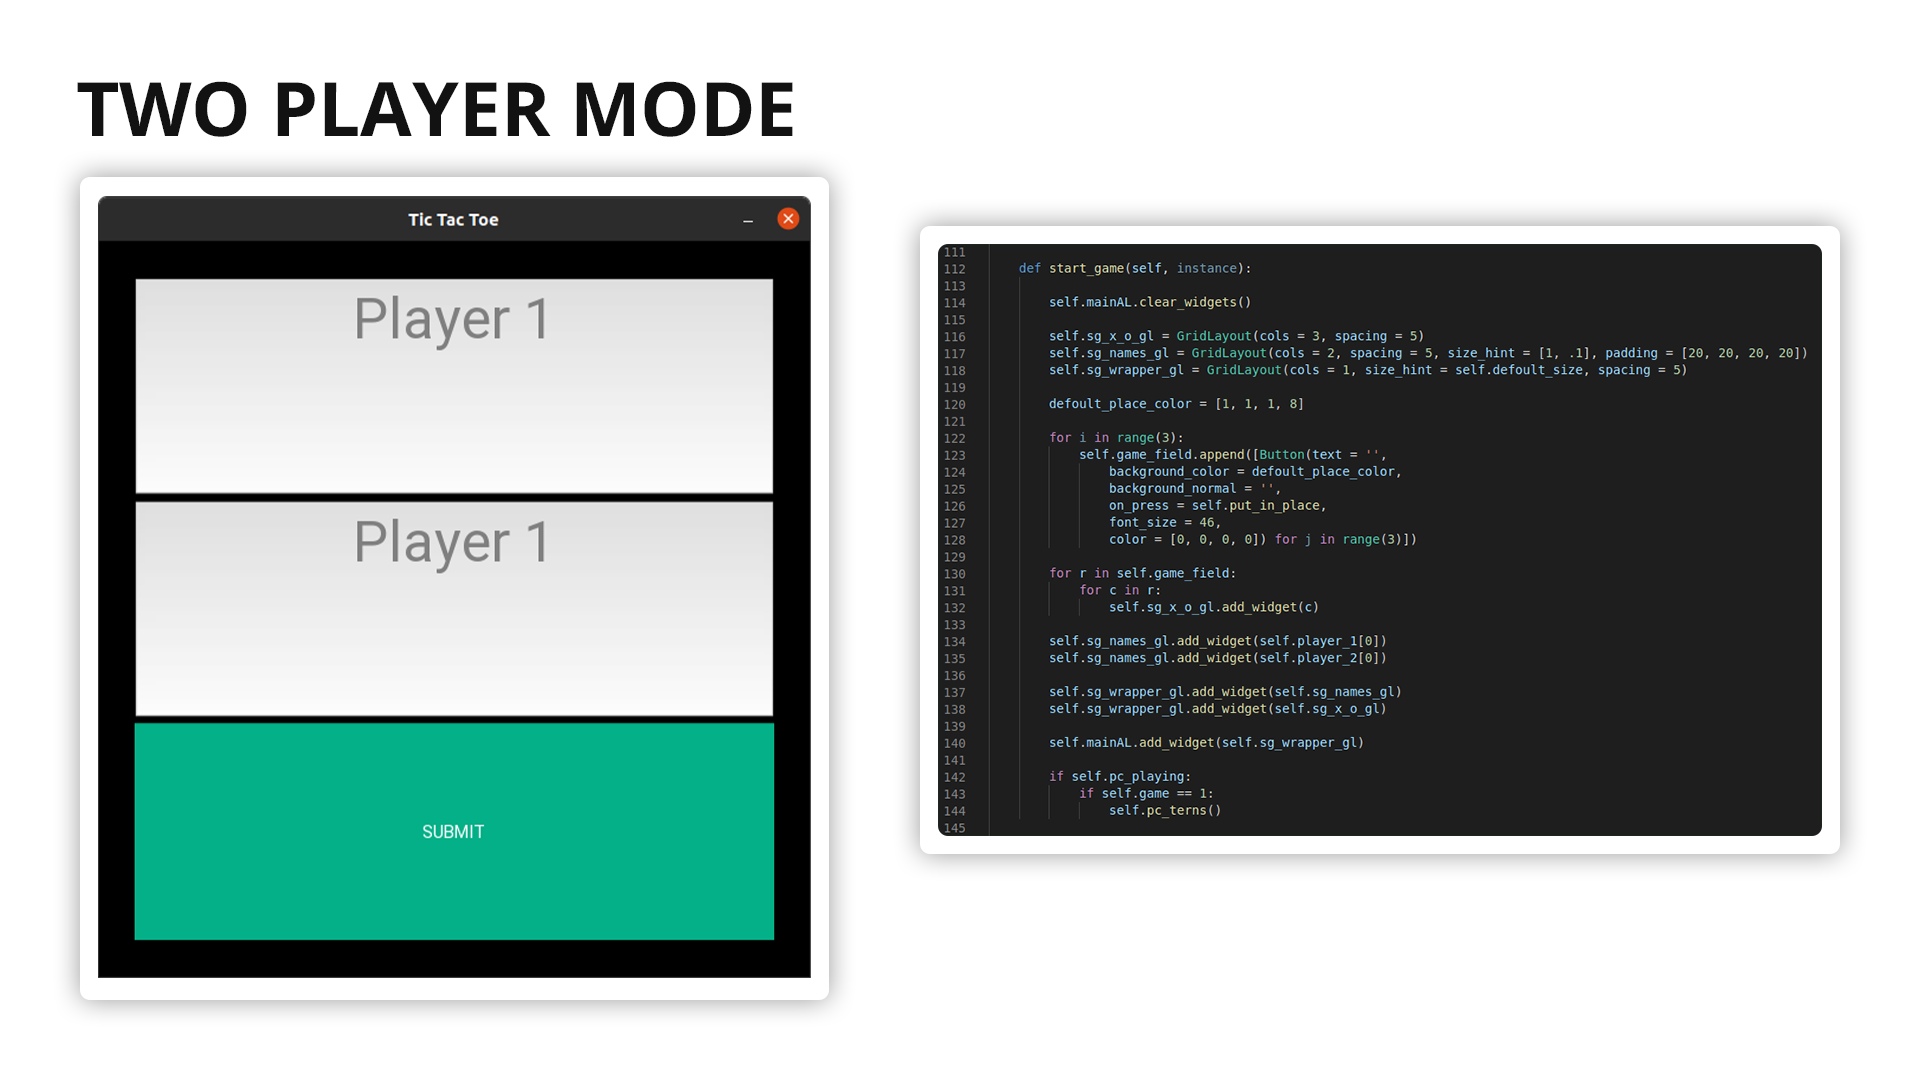 TWO PLAYER MODE
Tic Tac Toe
Player 1
Player 1
SUBMIT
111
112 def start_game(self, instance):
113
114 self.mainAL.clear_widgets()
115
116 self.sg_x_o_gl = GridLayout(cols = 3, spacing = 5)
117 self.sg_names_gl = GridLayout(cols = 2, spacing = 5, size_hint = [1, .1], padding = [20, 20, 20, 20])
118 self.sg_wrapper_gl = GridLayout(cols = 1, size_hint = self.defoult_size, spacing = 5)
119
120 defoult_place_color = [1, 1, 1, 8]
121
122 for i in range(3):
123 self.game_field.append([Button(text = '',
124 background_color = defoult_place_color,
125 background_normal = '',
126 on_press = self.put_in_place,
127 font_size = 46,
128 color = [0, 0, 0, 0]) for j in range(3)])
129
130 for r in self.game_field:
131 for c in r:
132 self.sg_x_o_gl.add_widget(c)
133
134 self.sg_names_gl.add_widget(self.player_1[0])
135 self.sg_names_gl.add_widget(self.player_2[0])
136
137 self.sg_wrapper_gl.add_widget(self.sg_names_gl)
138 self.sg_wrapper_gl.add_widget(self.sg_x_o_gl)
139
140 self.mainAL.add_widget(self.sg_wrapper_gl)
141
142 if self.pc_playing:
143 if self.game == 1:
144 self.pc_terns()
145